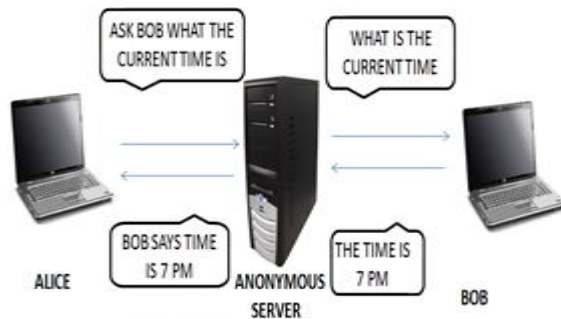 ASK BOB WHAT THE
CURRENT TIME IS
WHAT IS THE
CURRENT TIME
BOB SAYS TIME
IS 7 PM
THE TIME IS
7 PM
ALICE
ANONYMOUS
SERVER
BOB